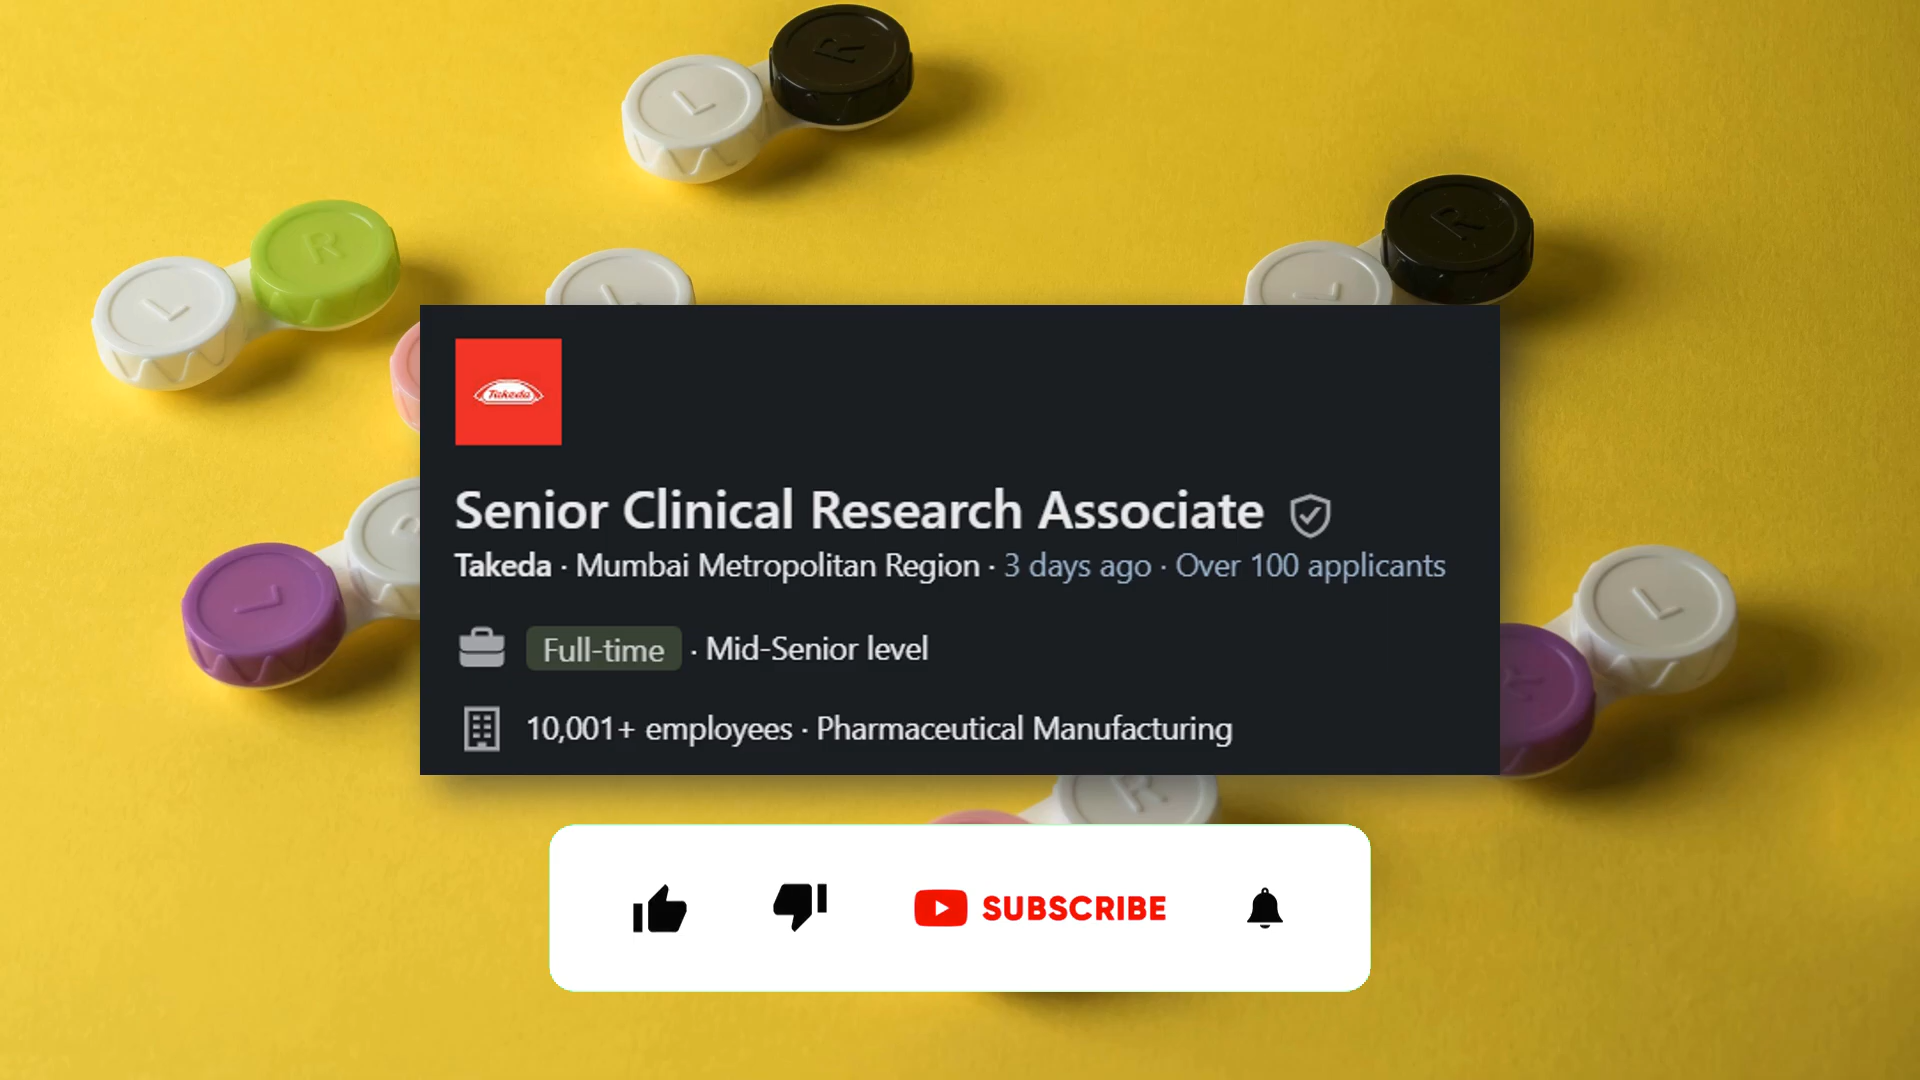 L
R
R
L
R
L
L
Takeda
Senior Clinical Research Associate
Takeda · Mumbai Metropolitan Region · 3 days ago · Over 100 applicants
L
L
Full-time · Mid-Senior level
10,001+ employees · Pharmaceutical Manufacturing
R
SUBSCRIBE